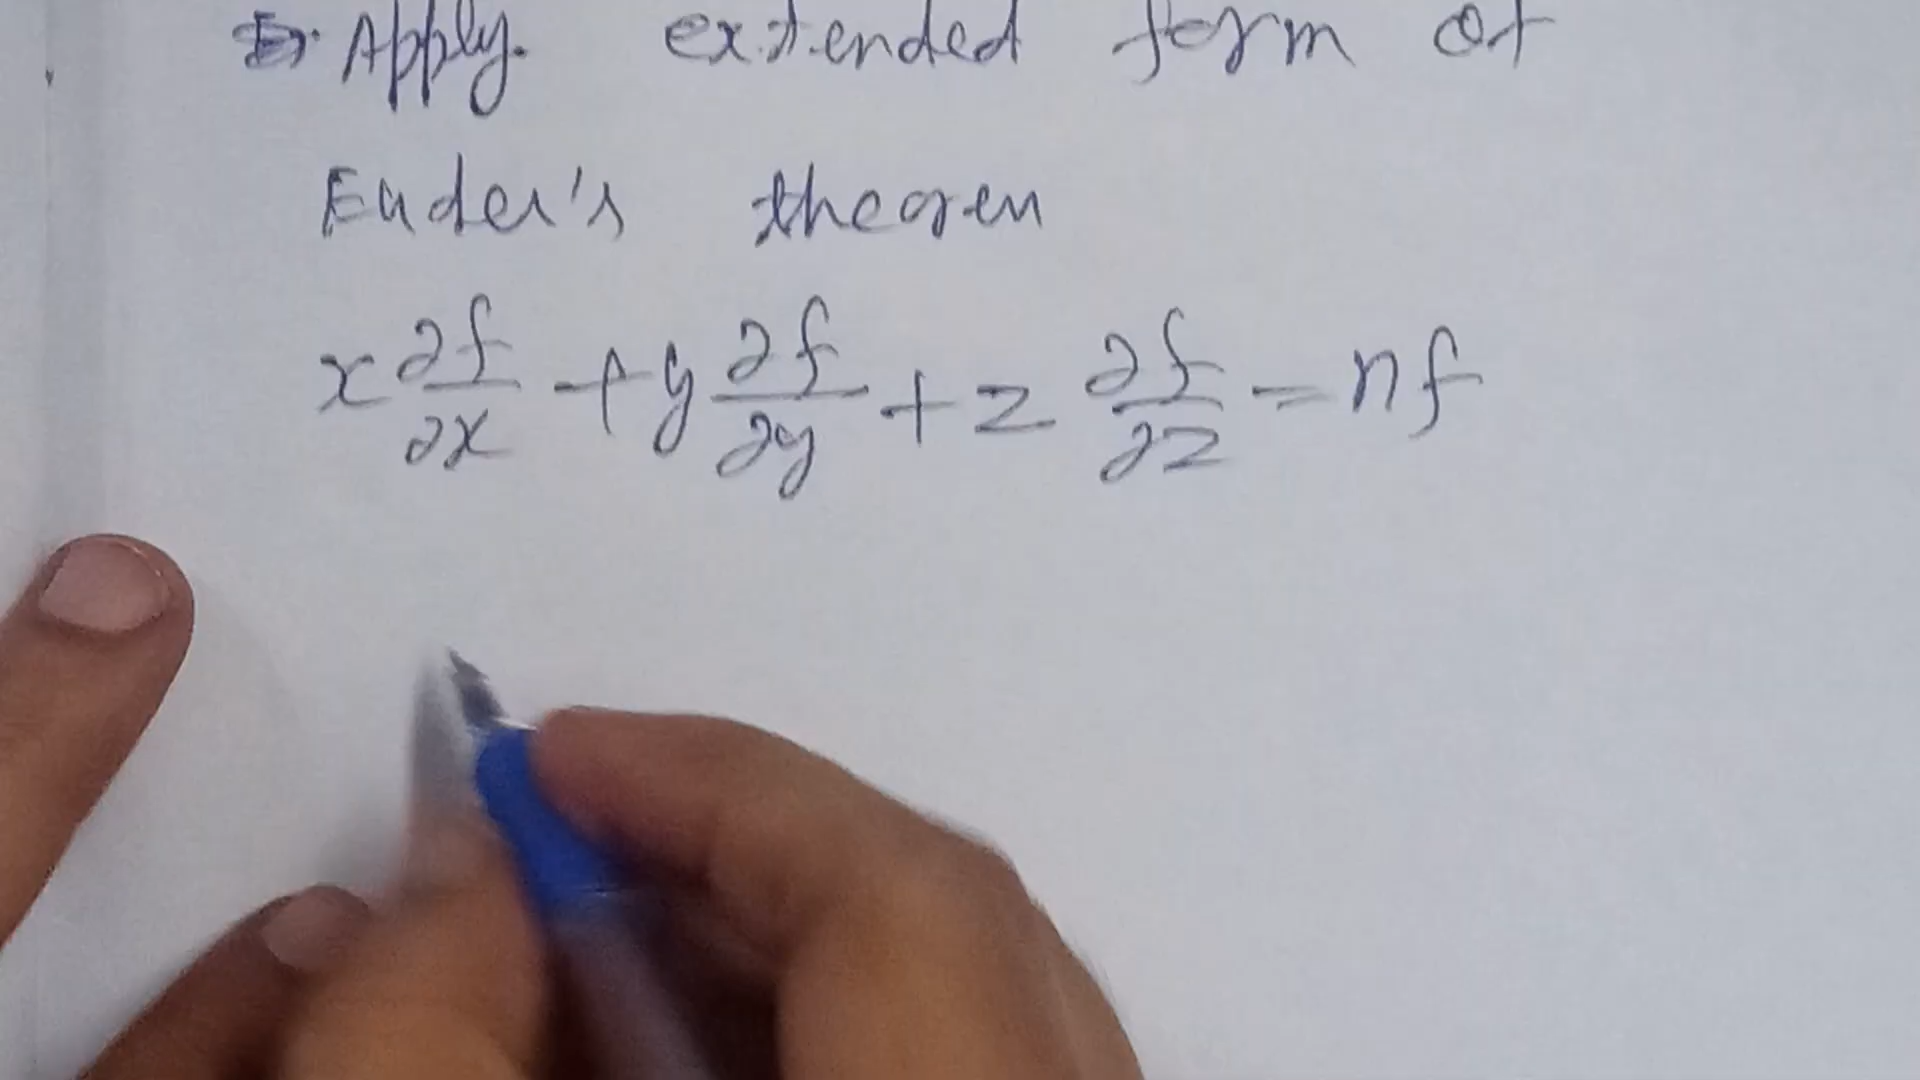 Apply extended form of
Euler's theorem
x ∂f/∂x + y ∂f/∂y + z ∂f/∂z = nf